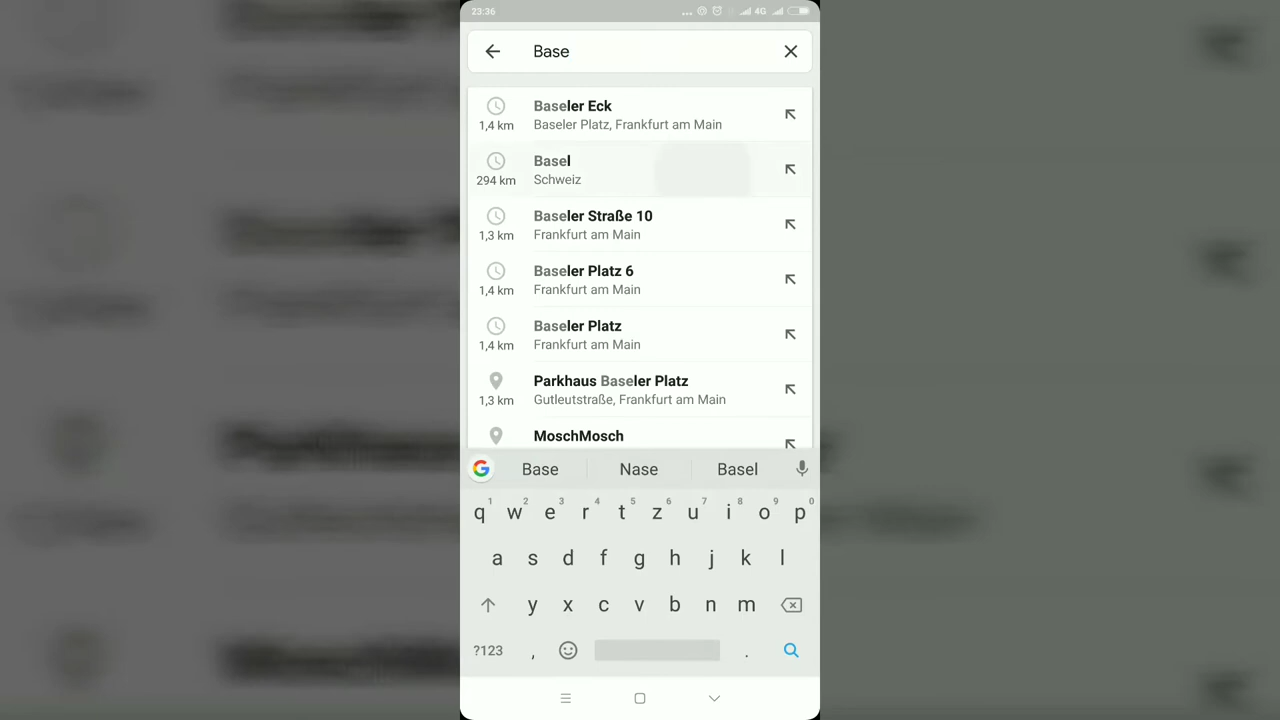 23:36
4G
Base
Baseler Eck
1,4 km
Baseler Platz, Frankfurt am Main
Basel
294 km
Schweiz
Baseler Straße 10
1,3 km
Frankfurt am Main
Baseler Platz 6
1,4 km
Frankfurt am Main
Baseler Platz
1,4 km
Frankfurt am Main
Parkhaus Baseler Platz
1,3 km
Gutleutstraße, Frankfurt am Main
MoschMosch
G Base Nase Basel
1 2 3 4 5 6 7 8 9 0
q w e r t z u i o p
a s d f g h j k l
y x c v b n m
?123 , .